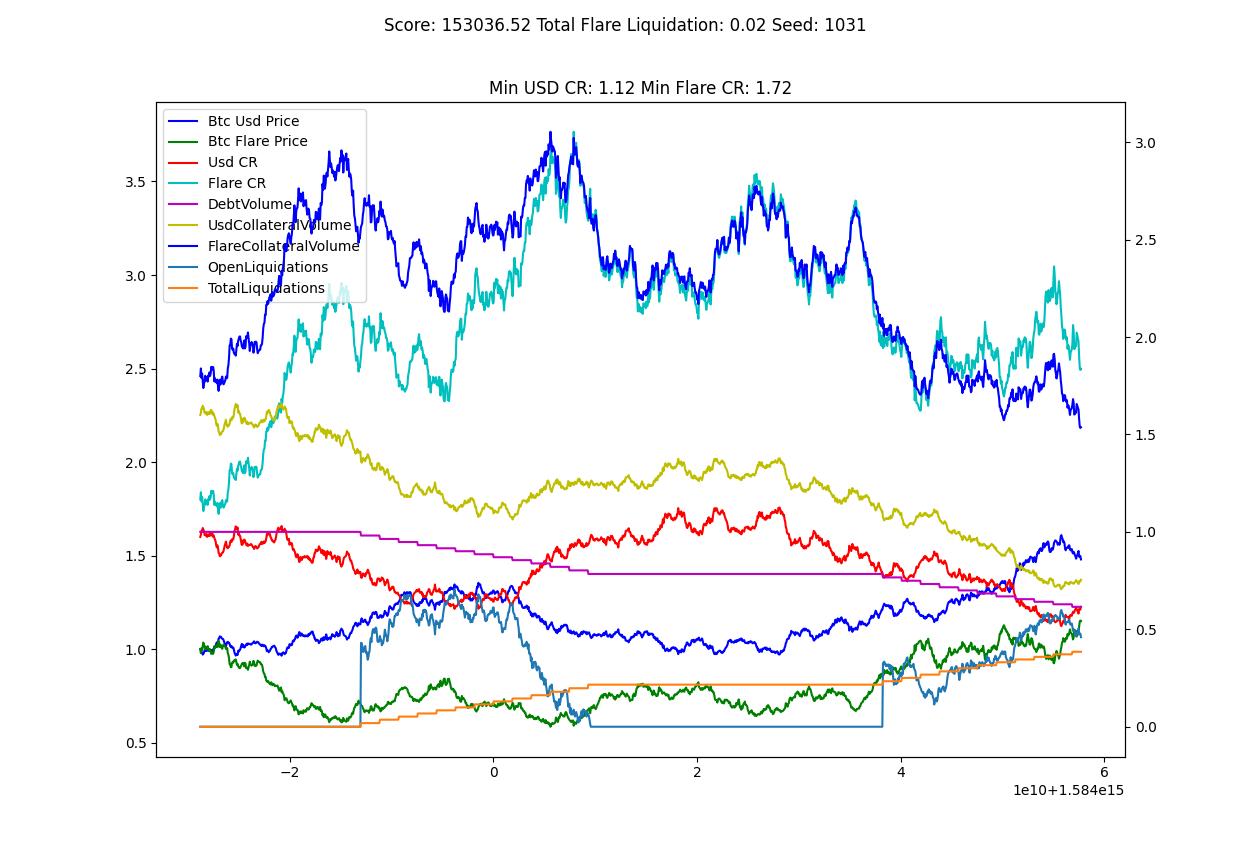 Score: 153036.52 Total Flare Liquidation: 0.02 Seed: 1031
Min USD CR: 1.12 Min Flare CR: 1.72
Btc Usd Price
Btc Flare Price
Usd CR
Flare CR
DebtVolume
UsdCollateralVolume
FlareCollateralVolume
OpenLiquidations
TotalLiquidations
3.5
3.0
2.5
2.0
1.5
1.0
0.5
3.0
2.5
2.0
1.5
1.0
0.5
0.0
−2 0 2 4 6
1e10+1.584e15